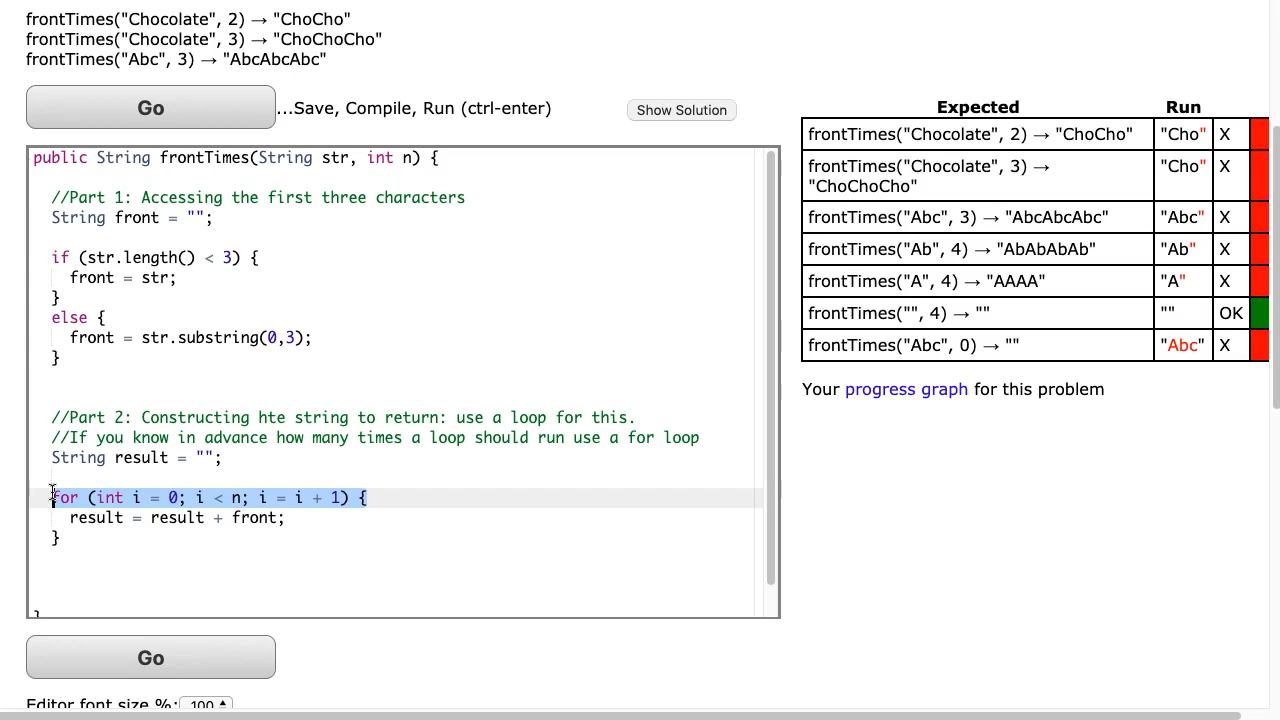 frontTimes("Chocolate", 2) → "ChoCho"
frontTimes("Chocolate", 3) → "ChoChoCho"
frontTimes("Abc", 3) → "AbcAbcAbc"
Go
...Save, Compile, Run (ctrl-enter)
Show Solution
public String frontTimes(String str, int n) {
//Part 1: Accessing the first three characters
String front = "";
if (str.length() < 3) {
front = str;
}
else {
front = str.substring(0,3);
}
//Part 2: Constructing hte string to return: use a loop for this.
//If you know in advance how many times a loop should run use a for loop
String result = "";
for (int i = 0; i < n; i = i + 1) {
result = result + front;
}
}
Go
Editor font size %: 100
Expected Run
frontTimes("Chocolate", 2) → "ChoCho" "Cho" X
frontTimes("Chocolate", 3) → "Cho" X
"ChoChoCho"
frontTimes("Abc", 3) → "AbcAbcAbc" "Abc" X
frontTimes("Ab", 4) → "AbAbAbAb" "Ab" X
frontTimes("A", 4) → "AAAA" "A" X
frontTimes("", 4) → "" "" OK
frontTimes("Abc", 0) → "" "Abc" X
Your progress graph for this problem